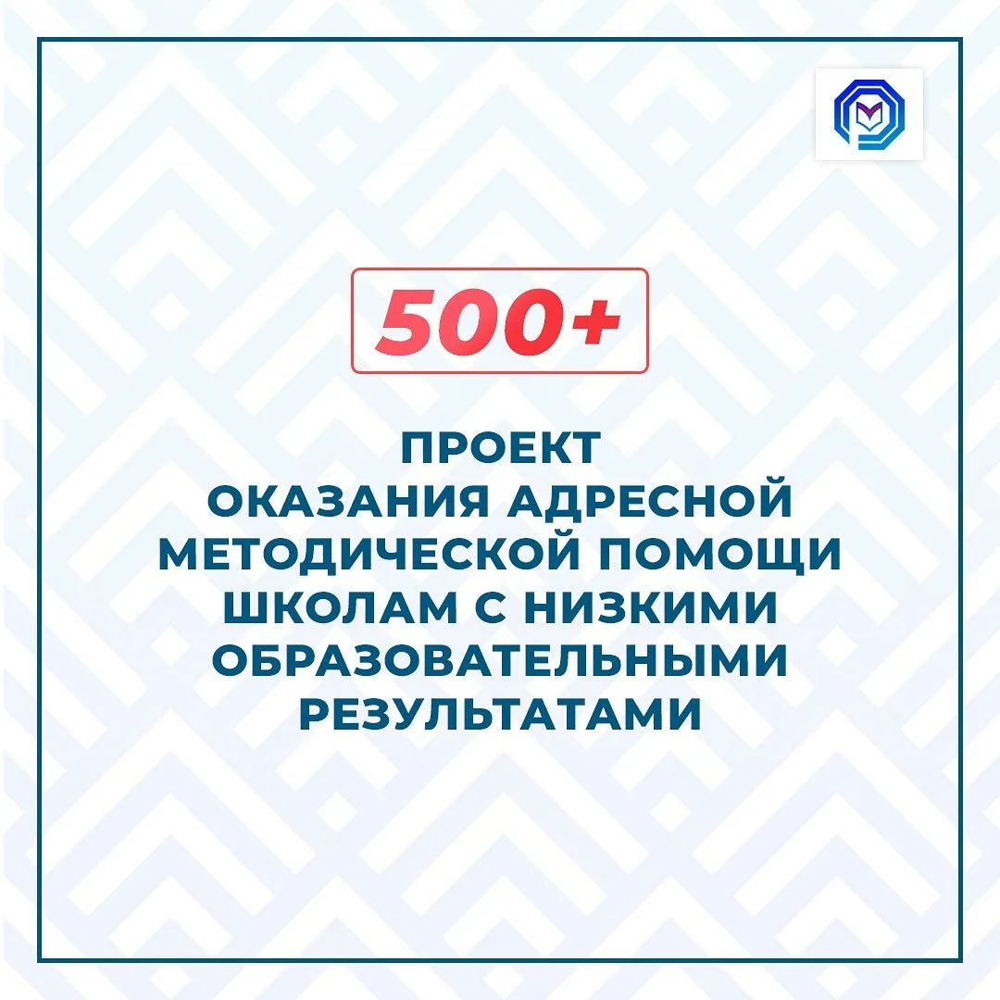 500+
ПРОЕКТ
ОКАЗАНИЯ АДРЕСНОЙ
МЕТОДИЧЕСКОЙ ПОМОЩИ
ШКОЛАМ С НИЗКИМИ
ОБРАЗОВАТЕЛЬНЫМИ
РЕЗУЛЬТАТАМИ